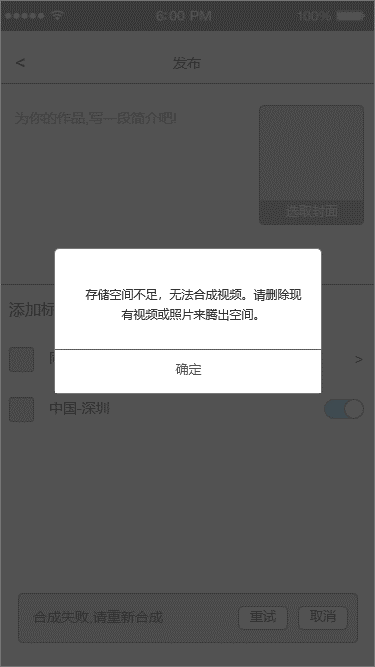 6:00 PM 100%
< 发布
为你的作品,写一段简介吧!
选取封面
存储空间不足，无法合成视频。请删除现
有视频或照片来腾出空间。
添加标
确定
>
中国-深圳
合成失败,请重新合成 重试 取消